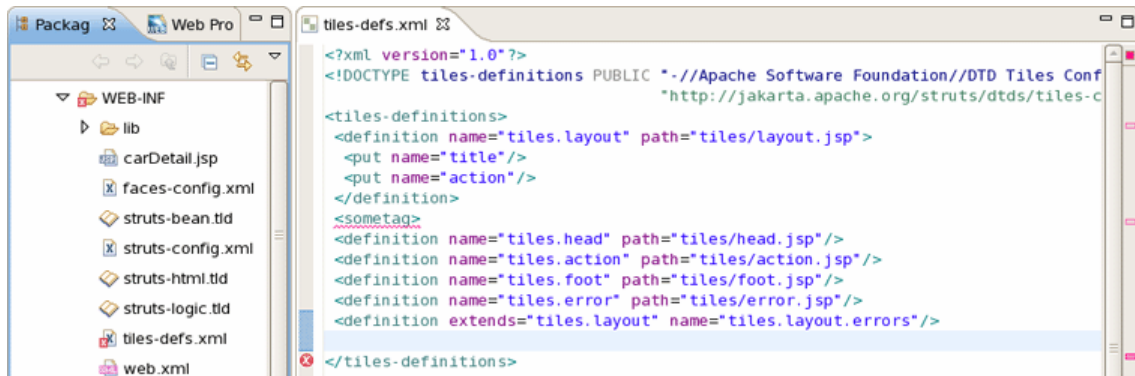 Packag
Web Pro
WEB-INF
lib
carDetail.jsp
faces-config.xml
struts-bean.tld
struts-config.xml
struts-html.tld
struts-logic.tld
tiles-defs.xml
web.xml
tiles-defs.xml
<?xml version="1.0"?>
<!DOCTYPE tiles-definitions PUBLIC "-//Apache Software Foundation//DTD Tiles Conf
"http://jakarta.apache.org/struts/dtds/tiles-c
<tiles-definitions>
<definition name="tiles.layout" path="tiles/layout.jsp">
<put name="title"/>
<put name="action"/>
</definition>
<sometag>
<definition name="tiles.head" path="tiles/head.jsp"/>
<definition name="tiles.action" path="tiles/action.jsp"/>
<definition name="tiles.foot" path="tiles/foot.jsp"/>
<definition name="tiles.error" path="tiles/error.jsp"/>
<definition extends="tiles.layout" name="tiles.layout.errors"/>
</tiles-definitions>